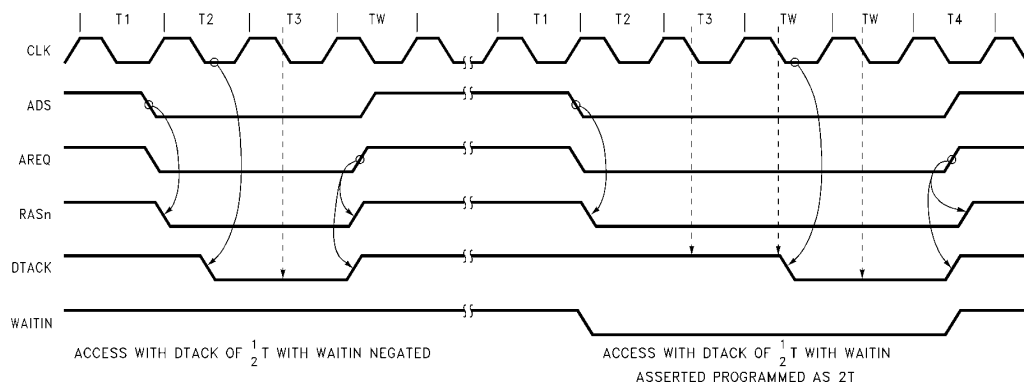 T1 T2 T3 TW T1 T2 T3 TW TW T4
CLK
ADS
AREQ
RASn
DTACK
WAITIN
ACCESS WITH DTACK OF 1/2 T WITH WAITIN NEGATED
ACCESS WITH DTACK OF 1/2 T WITH WAITIN
ASSERTED PROGRAMMED AS 2T